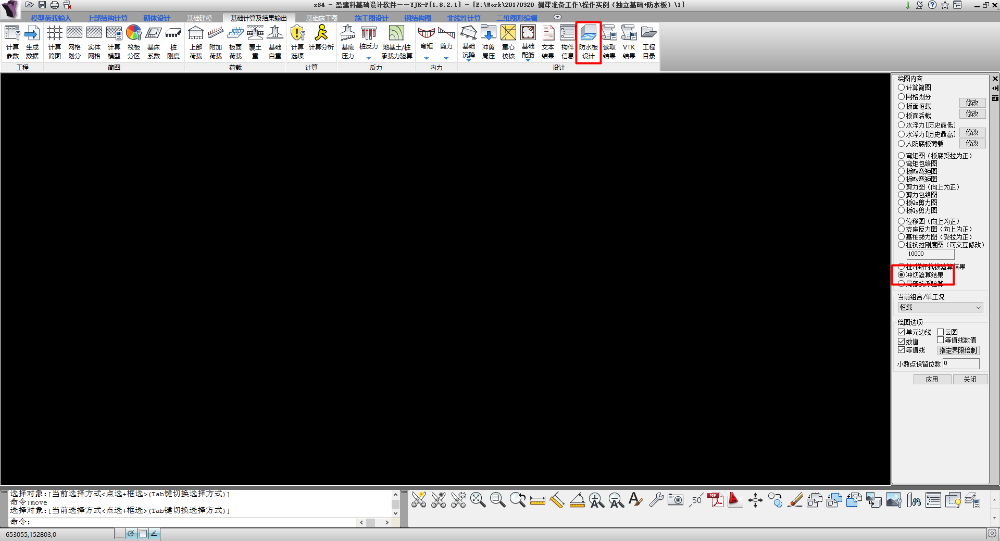 x64 - 盈建科基础设计软件--YJK-F[1.8.2.1] - [E:\Work\20170320 微课准备工作\操作实例(独立基础+防水板)\1]
模型荷载输入 上部结构计算 砌体设计 基础建模 基础计算及结果输出 基础施工图 施工图设计 钢结构图 非线性计算 二维图形编辑
计算参数 生成数据 计算简图 网格划分 实体网格 计算模型 筏板分区 基床系数 桩刚度 上部荷载 附加荷载 板面荷载 覆土重 基础自重 计算选项 计算分析 基底压力 桩反力 地基土/桩承载力验算 弯矩 剪力 基础沉降 冲剪局压 重心校核 基础配筋 文本结果 构件信息 防水板设计 读取结果 VTK结果 工程目录
工程 简图 荷载 计算 反力 内力 设计
绘图内容
计算简图
网格划分
板面恒载 修改
板面活载 修改
水浮力[历史最低]
水浮力[历史最高] 修改
人防底板荷载 修改
弯矩图(板底受拉为正)
弯矩包络图
板Mx弯矩图
板My弯矩图
剪力图(向上为正)
剪力包络图
板Qx剪力图
板Qy剪力图
位移图(向上为正)
支座反力图(向上为正)
基桩拔力图(受拉为正)
桩抗拉刚度图(可交互修改)
10000
桩/锚杆抗拔验算结果
冲切验算结果
局部抗浮验算
当前组合/单工况
恒载
绘图选项
单元边线 云图
数值 等值线数值
等值线 指定界限绘制
小数点保留位数 0
应用 关闭
选择对象:[当前选择方式<点选+框选>(Tab键切换选择方式)]
命令:move
选择对象:[当前选择方式<点选+框选>(Tab键切换选择方式)]
命令:
.50
PDF
653055,152803,0